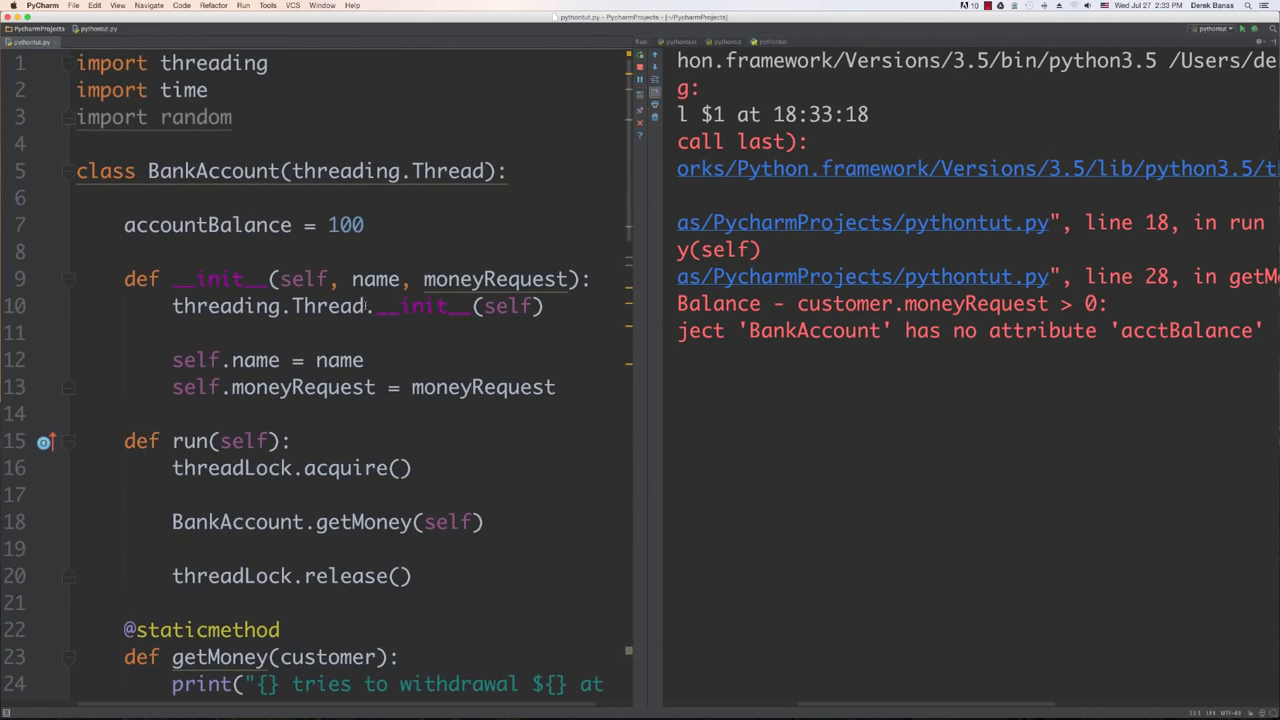 PyCharm File Edit View Navigate Code Refactor Run Tools VCS Window Help
10 Wed Jul 27 2:33 PM Derek Banas
pythontut.py - PycharmProjects - [~/PycharmProjects]
PycharmProjects pythontut.py pythontut
pythontut.py Run: pythontest pythontut pythontut
1 import threading
2 import time
3 import random
4
5 class BankAccount(threading.Thread):
6
7 accountBalance = 100
8
9 def __init__(self, name, moneyRequest):
10 threading.Thread.__init__(self)
11
12 self.name = name
13 self.moneyRequest = moneyRequest
14
15 def run(self):
16 threadLock.acquire()
17
18 BankAccount.getMoney(self)
19
20 threadLock.release()
21
22 @staticmethod
23 def getMoney(customer):
24 print("{} tries to withdrawal ${} at
hon.framework/Versions/3.5/bin/python3.5 /Users/de
g:
l $1 at 18:33:18
call last):
orks/Python.framework/Versions/3.5/lib/python3.5/t
as/PycharmProjects/pythontut.py", line 18, in run
y(self)
as/PycharmProjects/pythontut.py", line 28, in getM
Balance - customer.moneyRequest > 0:
ject 'BankAccount' has no attribute 'acctBalance'